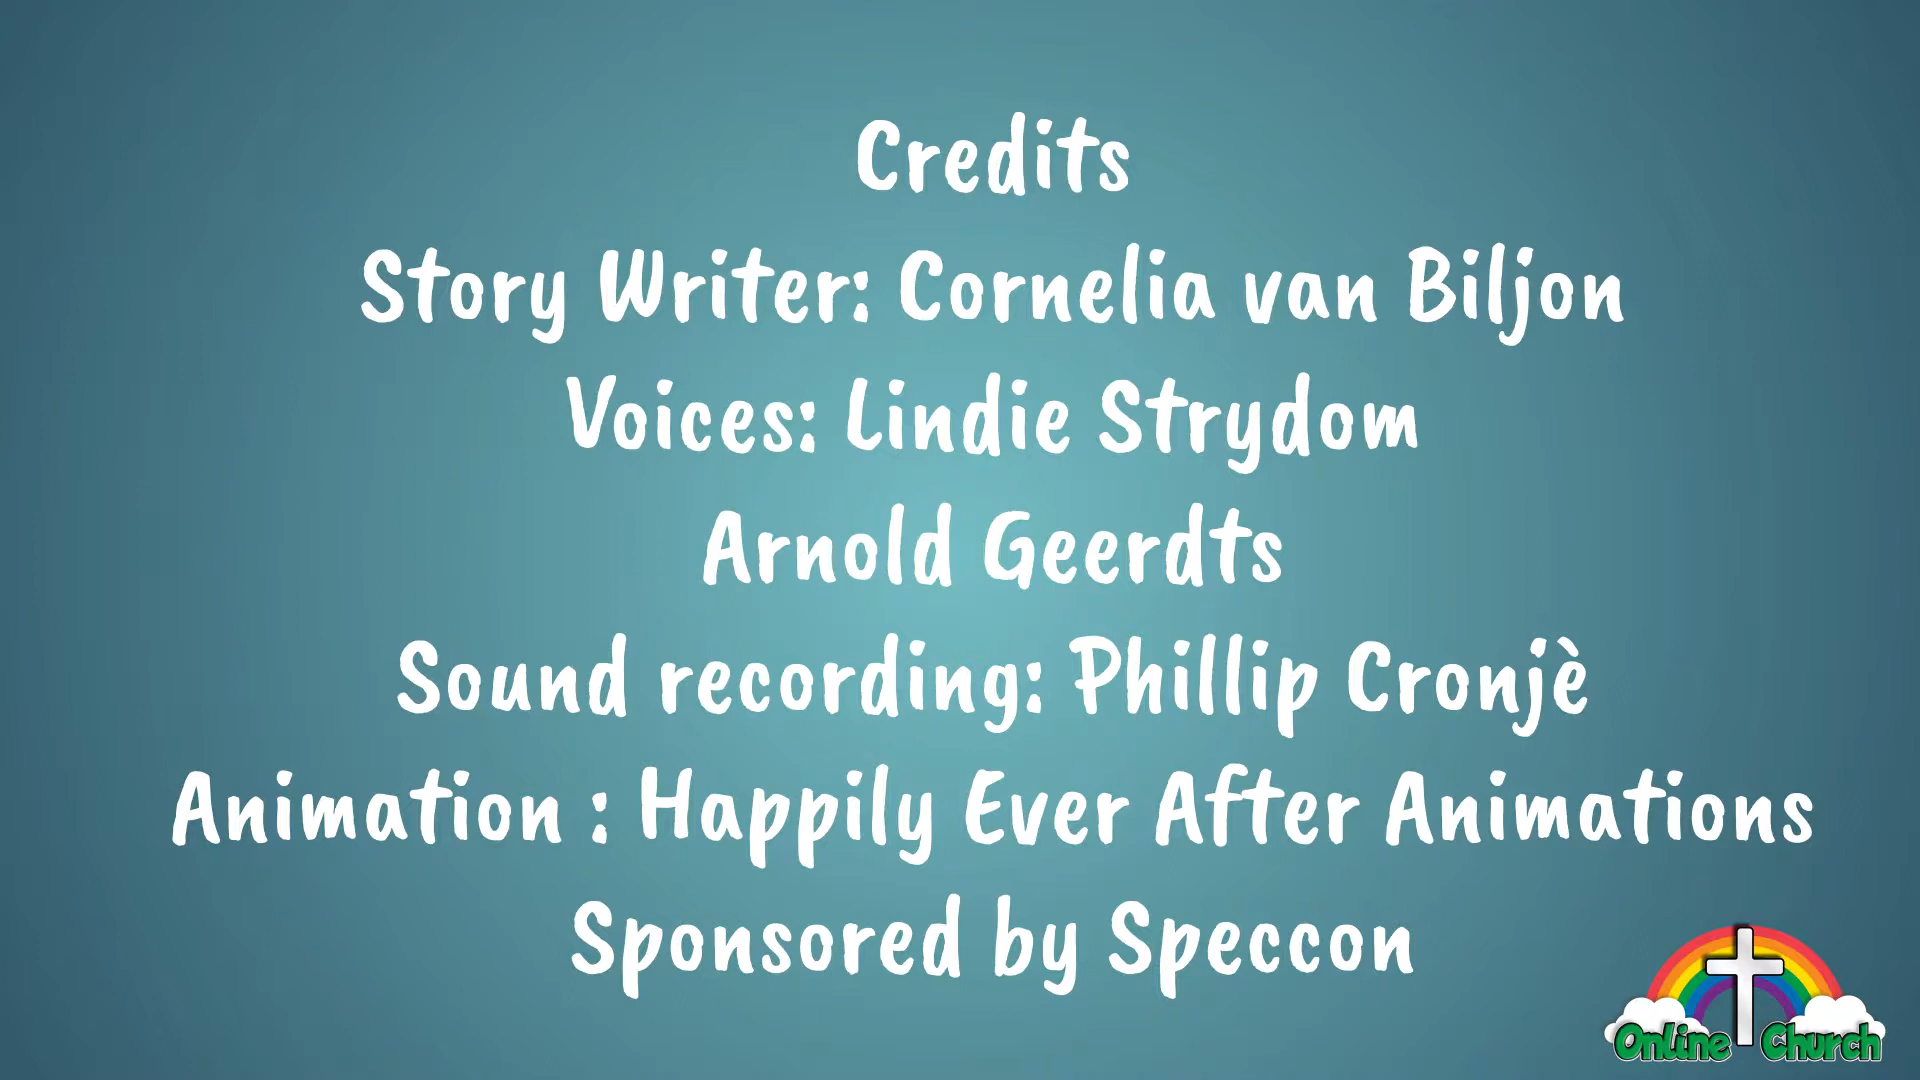 Credits
Story Writer: Cornelia van Biljon
Voices: Lindie Strydom
Arnold Geerdts
Sound recording: Phillip Cronjè
Animation : Happily Ever After Animations
Sponsored by Speccon
Online Church